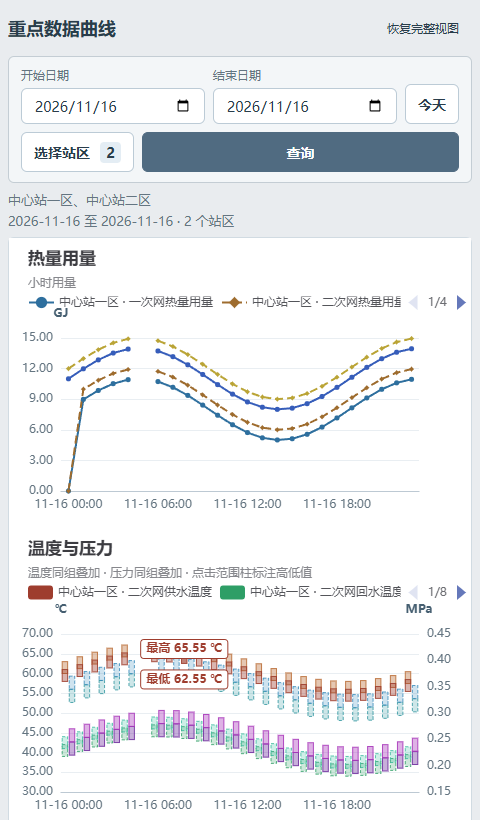 重点数据曲线 恢复完整视图
开始日期 结束日期
2026/11/16 2026/11/16 今天
选择站区 2 查询
中心站一区、中心站二区
2026-11-16 至 2026-11-16 · 2 个站区
热量用量
小时用量
中心站一区 · 一次网热量用量 中心站一区 · 二次网热量用量 1/4
GJ
15.00
12.00
9.00
6.00
3.00
0.00
11-16 00:00 11-16 06:00 11-16 12:00 11-16 18:00
温度与压力
温度同组叠加 · 压力同组叠加 · 点击范围柱标注高低值
中心站一区 · 二次网供水温度 中心站一区 · 二次网回水温度 1/8
℃ MPa
70.00 0.45
最高 65.55 ℃
65.00
60.00 0.40
最低 62.55 ℃
55.00 0.35
50.00 0.30
45.00
40.00 0.25
35.00 0.20
30.00 0.15
11-16 00:00 11-16 06:00 11-16 12:00 11-16 18:00